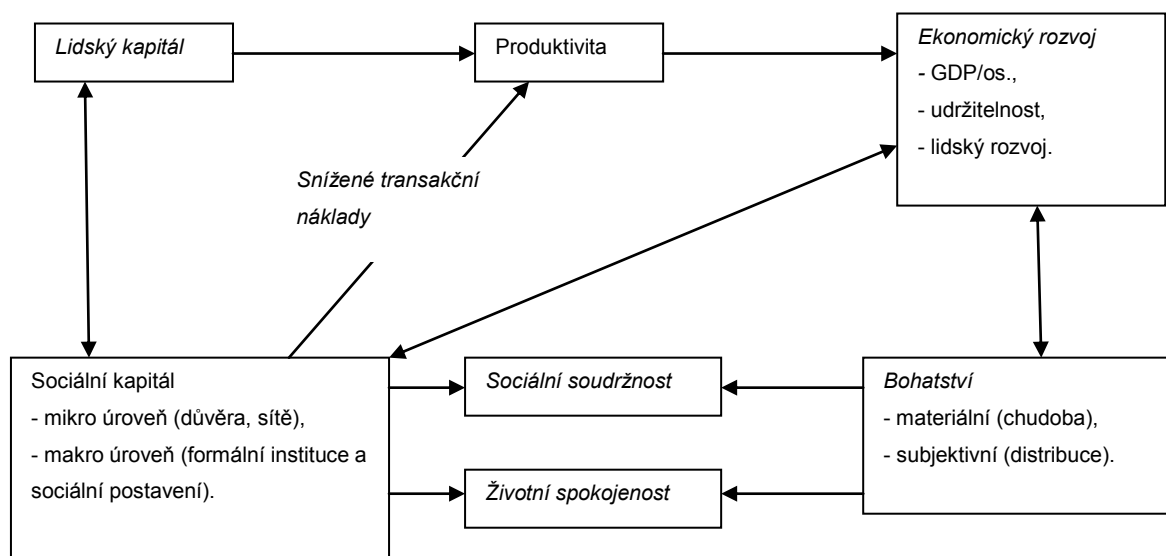 Lidský kapitál
Produktivita
Ekonomický rozvoj
- GDP/os.,
- udržitelnost,
- lidský rozvoj.
Snížené transakční
náklady
Sociální kapitál
- mikro úroveň (důvěra, sítě),
- makro úroveň (formální instituce a
sociální postavení).
Sociální soudržnost
Životní spokojenost
Bohatství
- materiální (chudoba),
- subjektivní (distribuce).